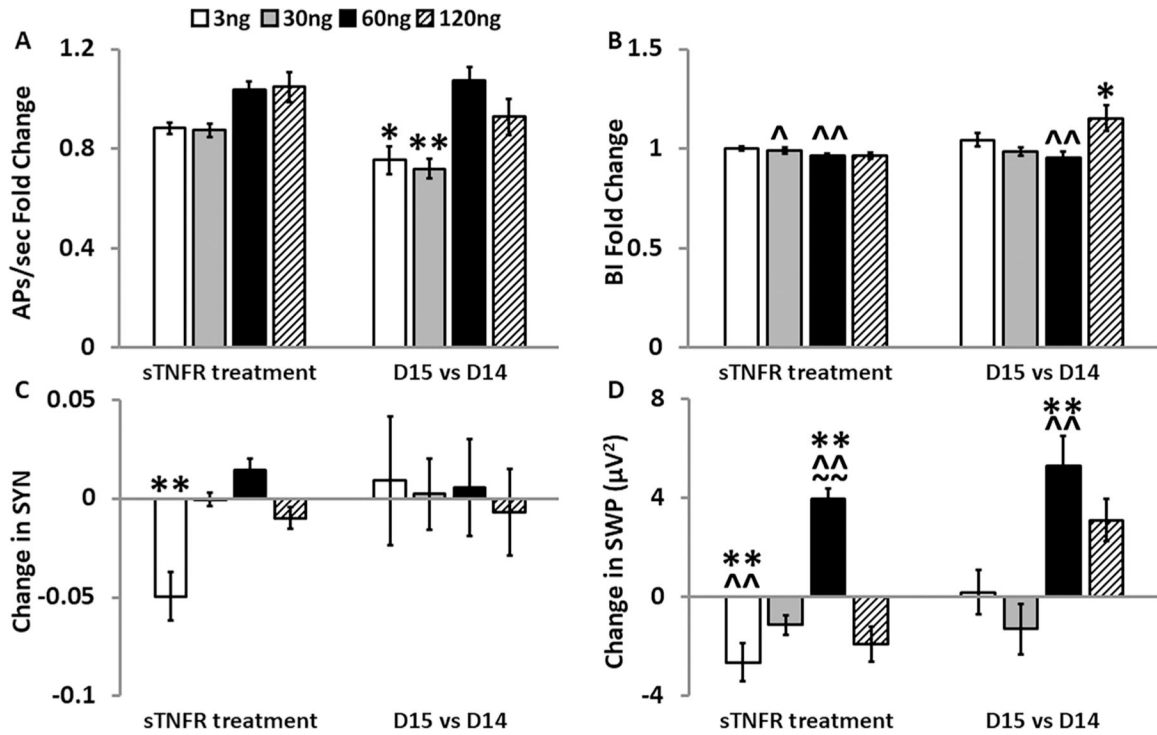 3ng 30ng 60ng 120ng
A
APs/sec Fold Change
1.2
0.8
0.4
0
* **
sTNFR treatment D15 vs D14
B
BI Fold Change
1.5
1
0.5
0
^ ^^ ^^ *
sTNFR treatment D15 vs D14
C
Change in SYN
0.05
0
-0.05
-0.1
**
sTNFR treatment D15 vs D14
D
Change in SWP (µV²)
8
4
0
-4
**
^^
**
^^
~~
**
^^
sTNFR treatment D15 vs D14